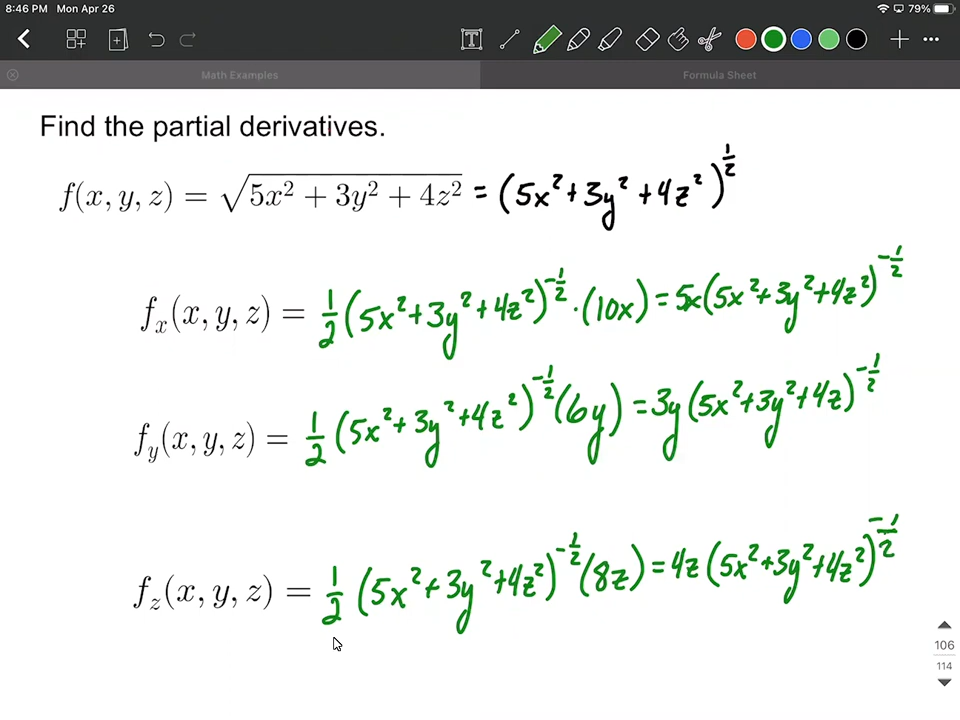 8:46 PM Mon Apr 26 79%
Math Examples Formula Sheet
Find the partial derivatives.
f(x, y, z) = √(5x² + 3y² + 4z²) = (5x² + 3y² + 4z²)^(1/2)
f_x(x, y, z) = 1/2 (5x² + 3y² + 4z²)^(-1/2) · (10x) = 5x(5x² + 3y² + 4z²)^(-1/2)
f_y(x, y, z) = 1/2 (5x² + 3y² + 4z²)^(-1/2) (6y) = 3y(5x² + 3y² + 4z)^(-1/2)
f_z(x, y, z) = 1/2 (5x² + 3y² + 4z²)^(-1/2) (8z) = 4z(5x² + 3y² + 4z²)^(-1/2)
106
114